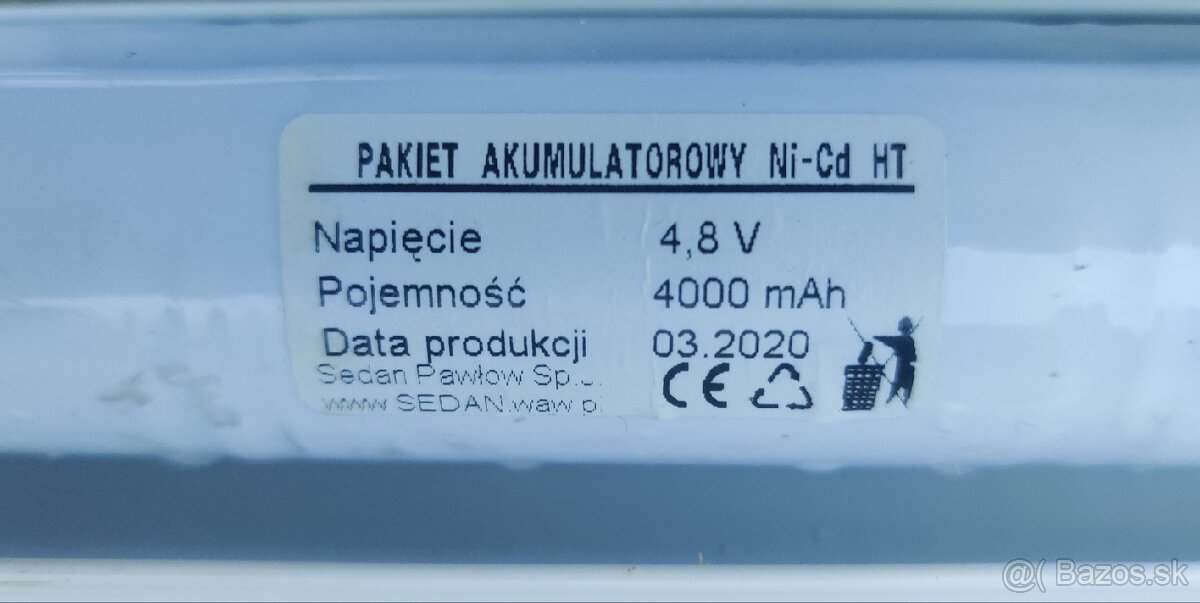 PAKIET AKUMULATOROWY Ni-Cd HT
Napięcie 4,8 V
Pojemność 4000 mAh
Data produkcji 03.2020
Sedan Pawłow Sp.
www SEDAN.waw.p
CE
@( Bazos.sk